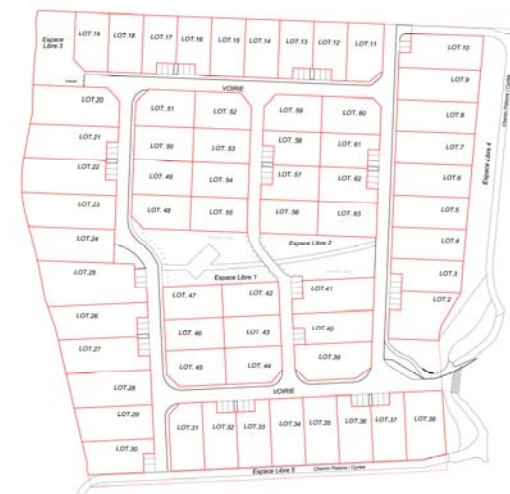 LOT.19 LOT.18 LOT.17 LOT.16 LOT.15 LOT.14 LOT.13 LOT.12 LOT.11
Espace
Libre 3
LOT.10
LOT.9
LOT.8
LOT.7
LOT.6
LOT.5
LOT.4
LOT.3
LOT.2
Espace Libre 4
Chemin Piétons / Cycles
VOIRIE
LOT.20
LOT.21
LOT.22
LOT.23
LOT.24
LOT.25
LOT.26
LOT.27
LOT.28
LOT.29
LOT.30
LOT. 51 LOT. 52
LOT. 50 LOT. 53
LOT. 49 LOT. 54
LOT. 48 LOT. 55
LOT. 59 LOT. 60
LOT. 58 LOT. 61
LOT. 57 LOT. 62
LOT. 56 LOT. 63
Espace Libre 2
Espace Libre 1
LOT. 47 LOT. 42
LOT. 46 LOT. 43
LOT. 45 LOT. 44
LOT.41
LOT.40
LOT.39
VOIRIE
LOT.31 LOT.32 LOT.33 LOT.34 LOT.35 LOT.36 LOT.37 LOT.38
Espace Libre 5 Chemin Piétons / Cycles